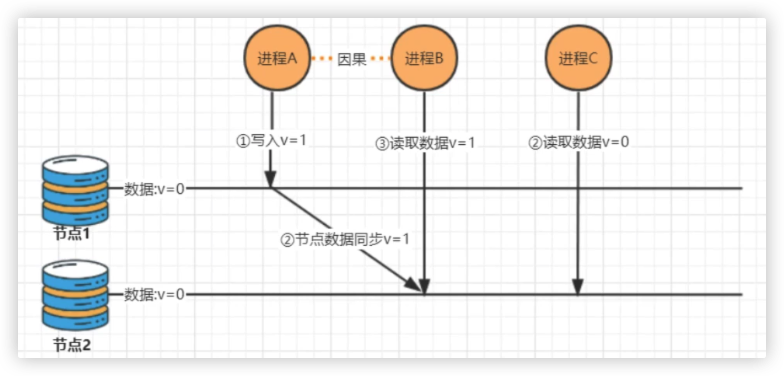 进程A
因果
进程B
进程C
①写入v=1
③读取数据v=1
②读取数据v=0
数据:v=0
节点1
②节点数据同步v=1
数据:v=0
节点2